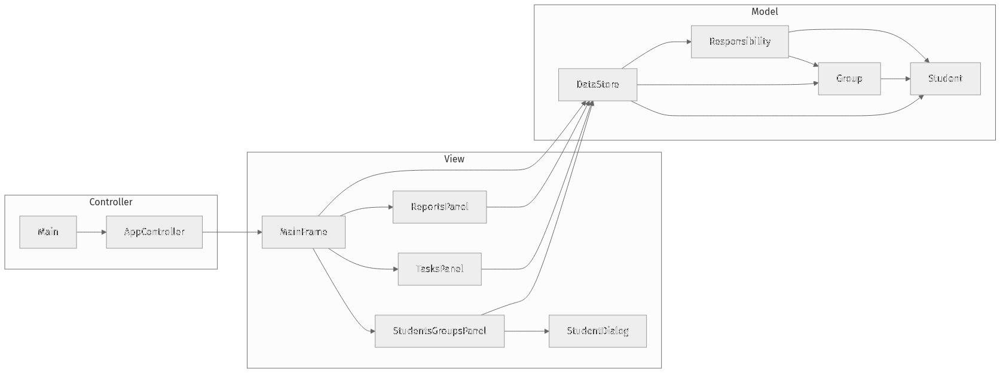 Model
Responsibility
Group
Student
DataStore
View
ReportsPanel
Controller
Main
AppController
MainFrame
TasksPanel
StudentsGroupsPanel
StudentDialog